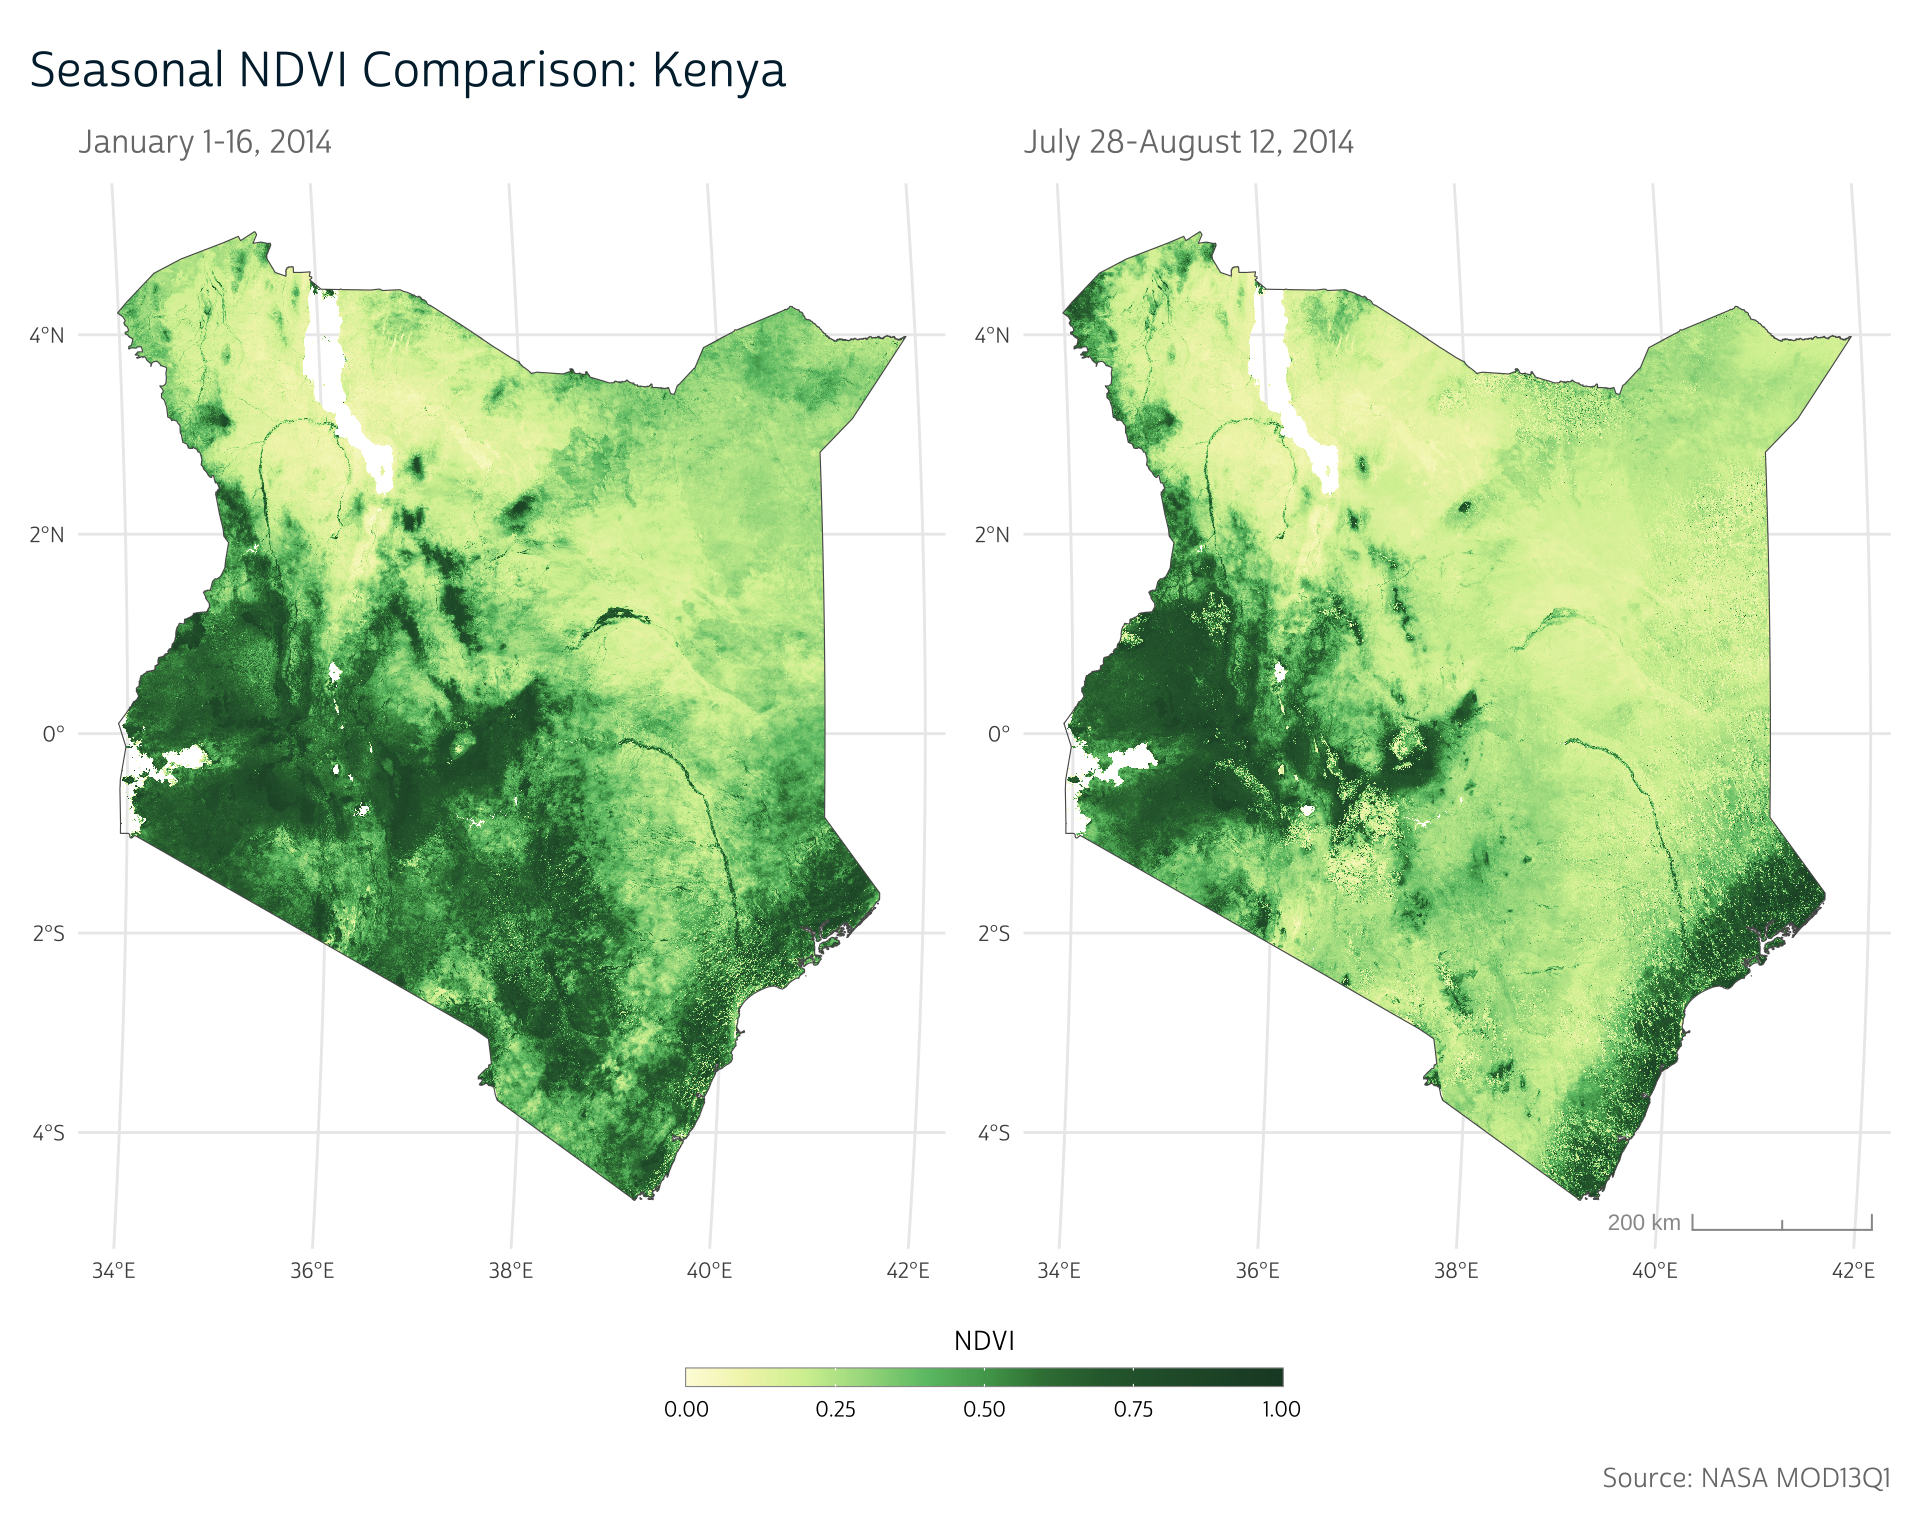 Seasonal NDVI Comparison: Kenya
January 1-16, 2014
July 28-August 12, 2014
4°N
2°N
0°
2°S
4°S
34°E 36°E 38°E 40°E 42°E
4°N
2°N
0°
2°S
4°S
200 km
34°E 36°E 38°E 40°E 42°E
NDVI
0.00 0.25 0.50 0.75 1.00
Source: NASA MOD13Q1